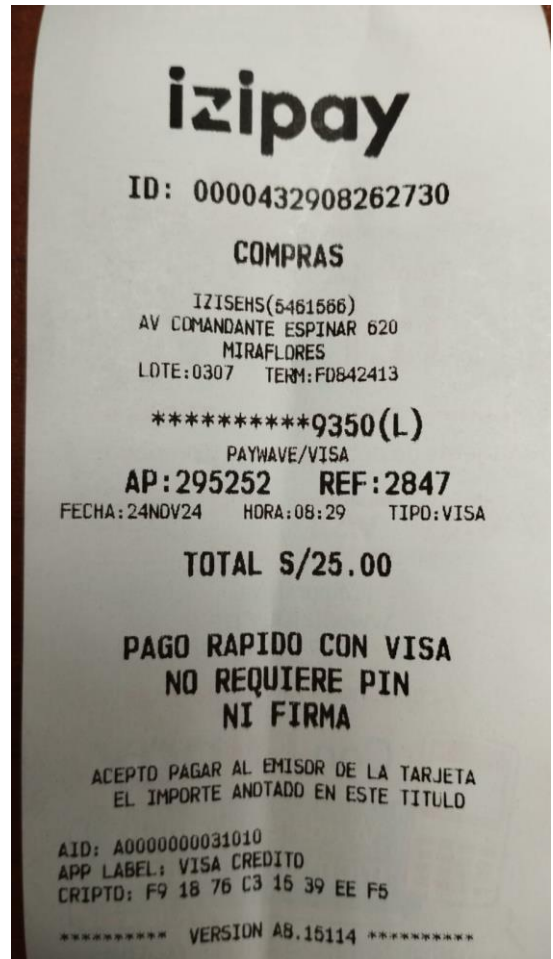 izipay
ID: 0000432908262730
COMPRAS
IZISEHS(5461566)
AV COMANDANTE ESPINAR 620
MIRAFLORES
LOTE:0307 TERM:FD842413
**********9350(L)
PAYWAVE/VISA
AP:295252 REF:2847
FECHA:24NOV24 HORA:08:29 TIPO:VISA
TOTAL S/25.00
PAGO RAPIDO CON VISA
NO REQUIERE PIN
NI FIRMA
ACEPTO PAGAR AL EMISOR DE LA TARJETA
EL IMPORTE ANOTADO EN ESTE TITULO
AID: A0000000031010
APP LABEL: VISA CREDITO
CRIPTO: F9 18 76 C3 15 39 EE F5
********** VERSION A8.15114 **********